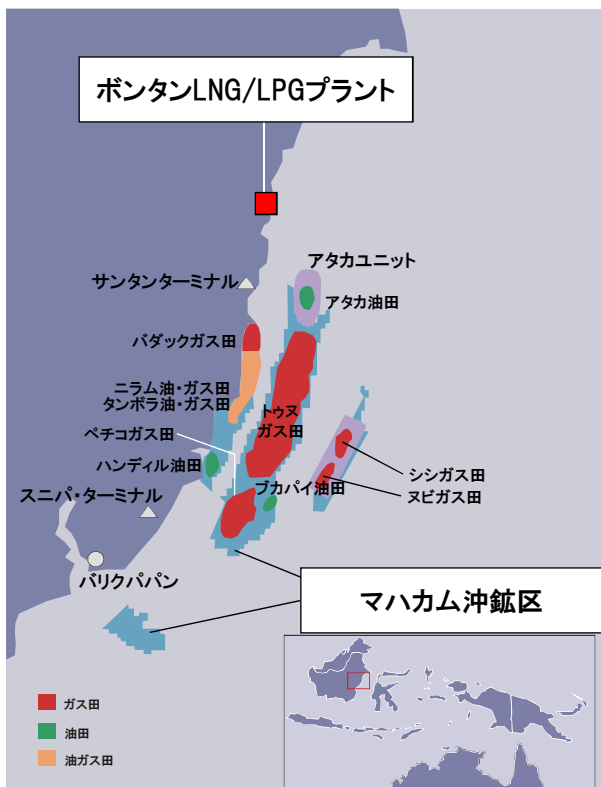 ボンタンLNG/LPGプラント
アタカユニット
サンタンターミナル
アタカ油田
バダックガス田
ニラム油・ガス田
タンボラ油・ガス田
トゥヌ
ガス田
ペチコガス田
ハンディル油田
シシガス田
ブカパイ油田
ヌビガス田
スニパ・ターミナル
バリクパパン
マハカム沖鉱区
ガス田
油田
油ガス田